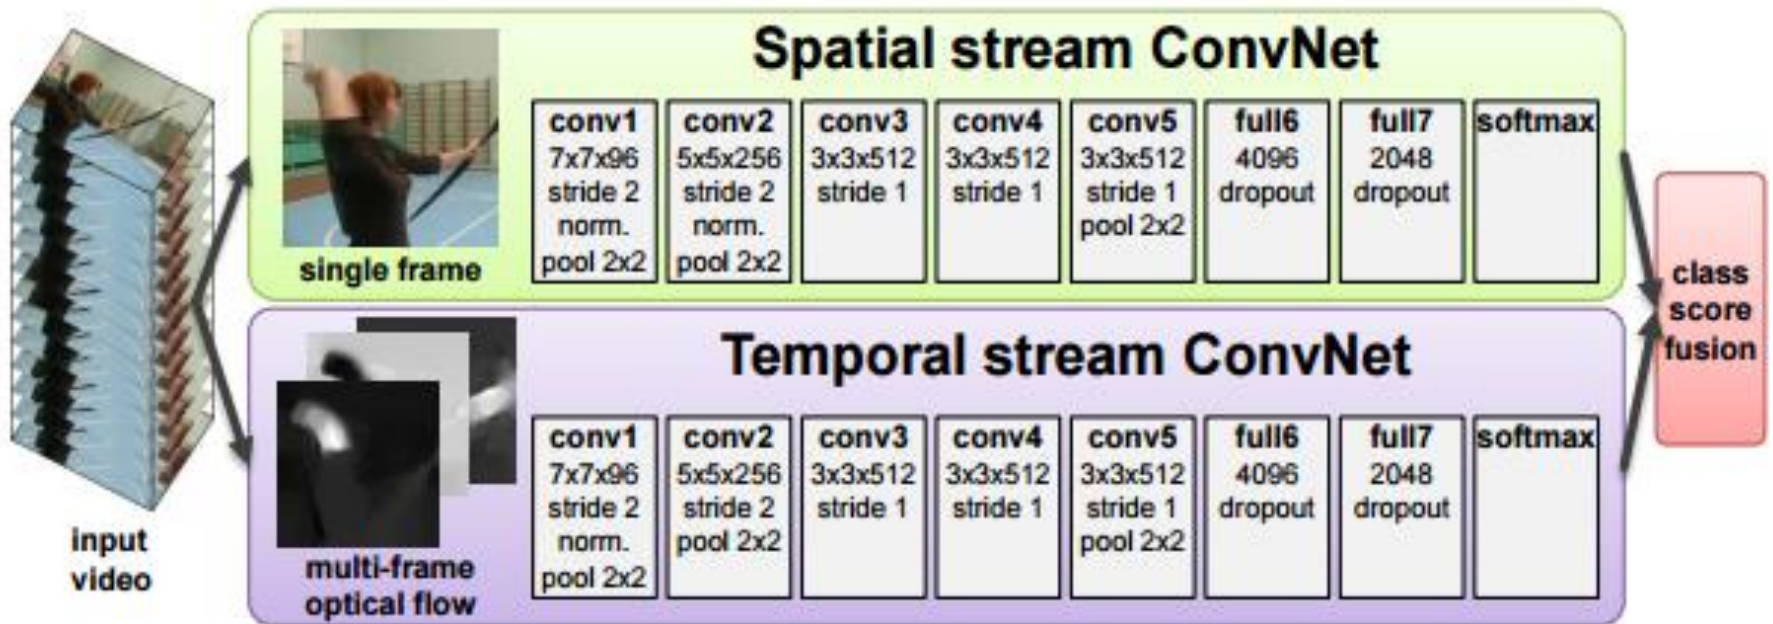 Spatial stream ConvNet
conv1
7x7x96
stride 2
norm.
pool 2x2
conv2
5x5x256
stride 2
norm.
pool 2x2
conv3
3x3x512
stride 1
conv4
3x3x512
stride 1
conv5
3x3x512
stride 1
pool 2x2
full6
4096
dropout
full7
2048
dropout
softmax
single frame
input
video
Temporal stream ConvNet
conv1
7x7x96
stride 2
norm.
pool 2x2
conv2
5x5x256
stride 2
pool 2x2
conv3
3x3x512
stride 1
conv4
3x3x512
stride 1
conv5
3x3x512
stride 1
pool 2x2
full6
4096
dropout
full7
2048
dropout
softmax
multi-frame
optical flow
class
score
fusion